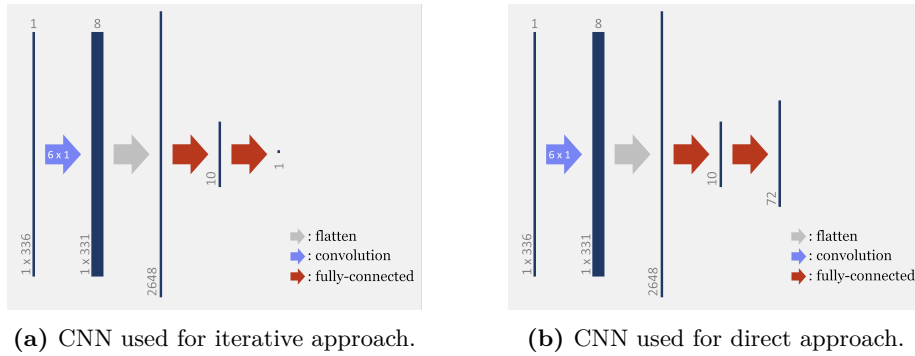 1
8
6 x 1
1 x 336
1 x 331
2648
10
1
: flatten
: convolution
: fully-connected
(a) CNN used for iterative approach.
1
8
6 x 1
1 x 336
1 x 331
2648
10
72
: flatten
: convolution
: fully-connected
(b) CNN used for direct approach.